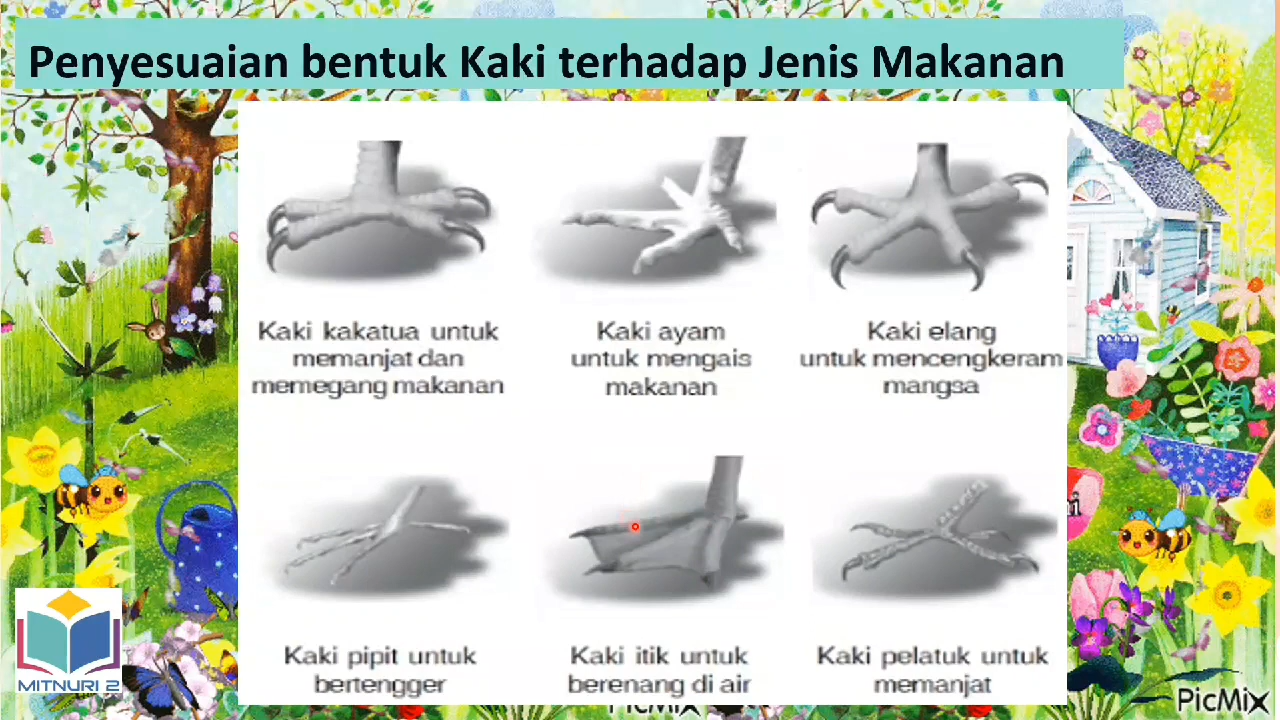 Penyesuaian bentuk Kaki terhadap Jenis Makanan
Kaki kakatua untuk
memanjat dan
memegang makanan
Kaki ayam
untuk mengais
makanan
Kaki elang
untuk mencengkeram
mangsa
Kaki pipit untuk
bertengger
Kaki itik untuk
berenang di air
Kaki pelatuk untuk
memanjat
MITNURI 2
PicMix
PicMix